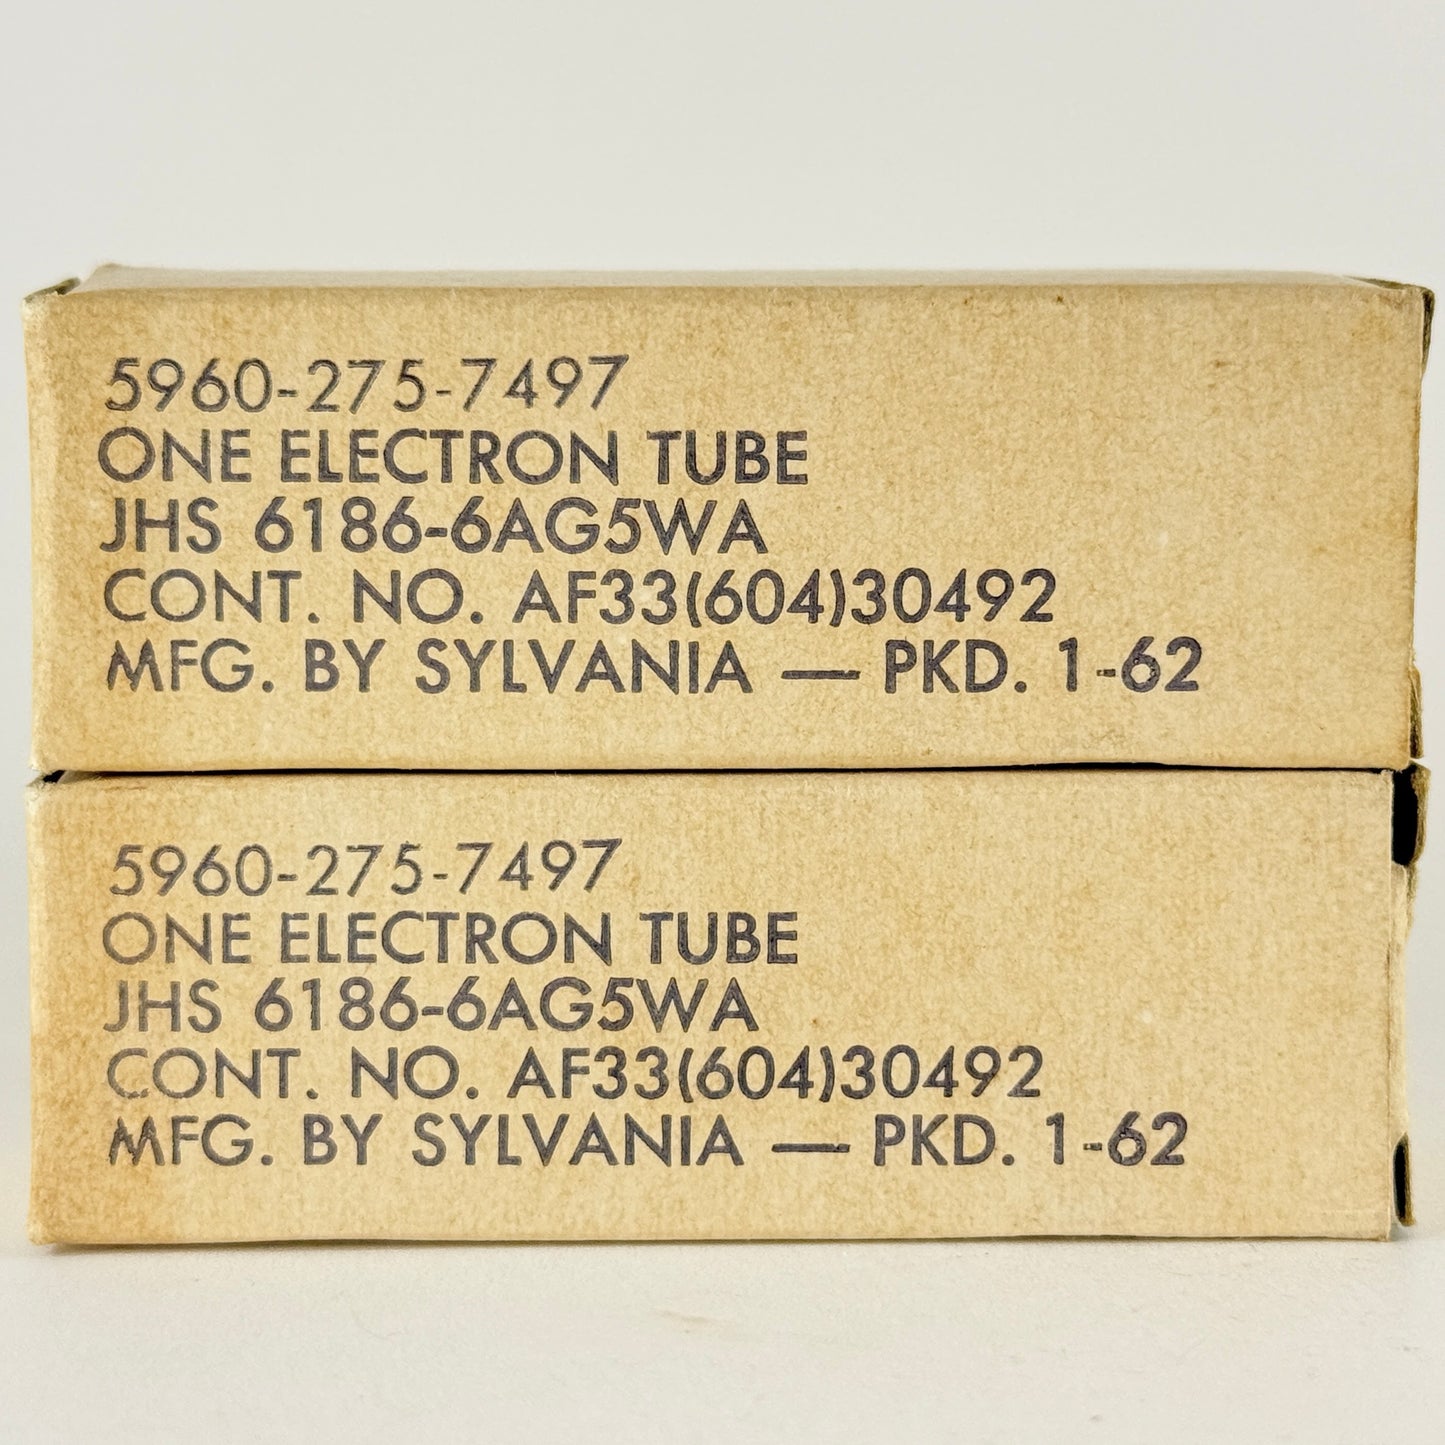 5960-275-7497
ONE ELECTRON TUBE
JHS 6186-6AG5WA
CONT. NO. AF33(604)30492
MFG. BY SYLVANIA — PKD. 1-62
5960-275-7497
ONE ELECTRON TUBE
JHS 6186-6AG5WA
CONT. NO. AF33(604)30492
MFG. BY SYLVANIA — PKD. 1-62